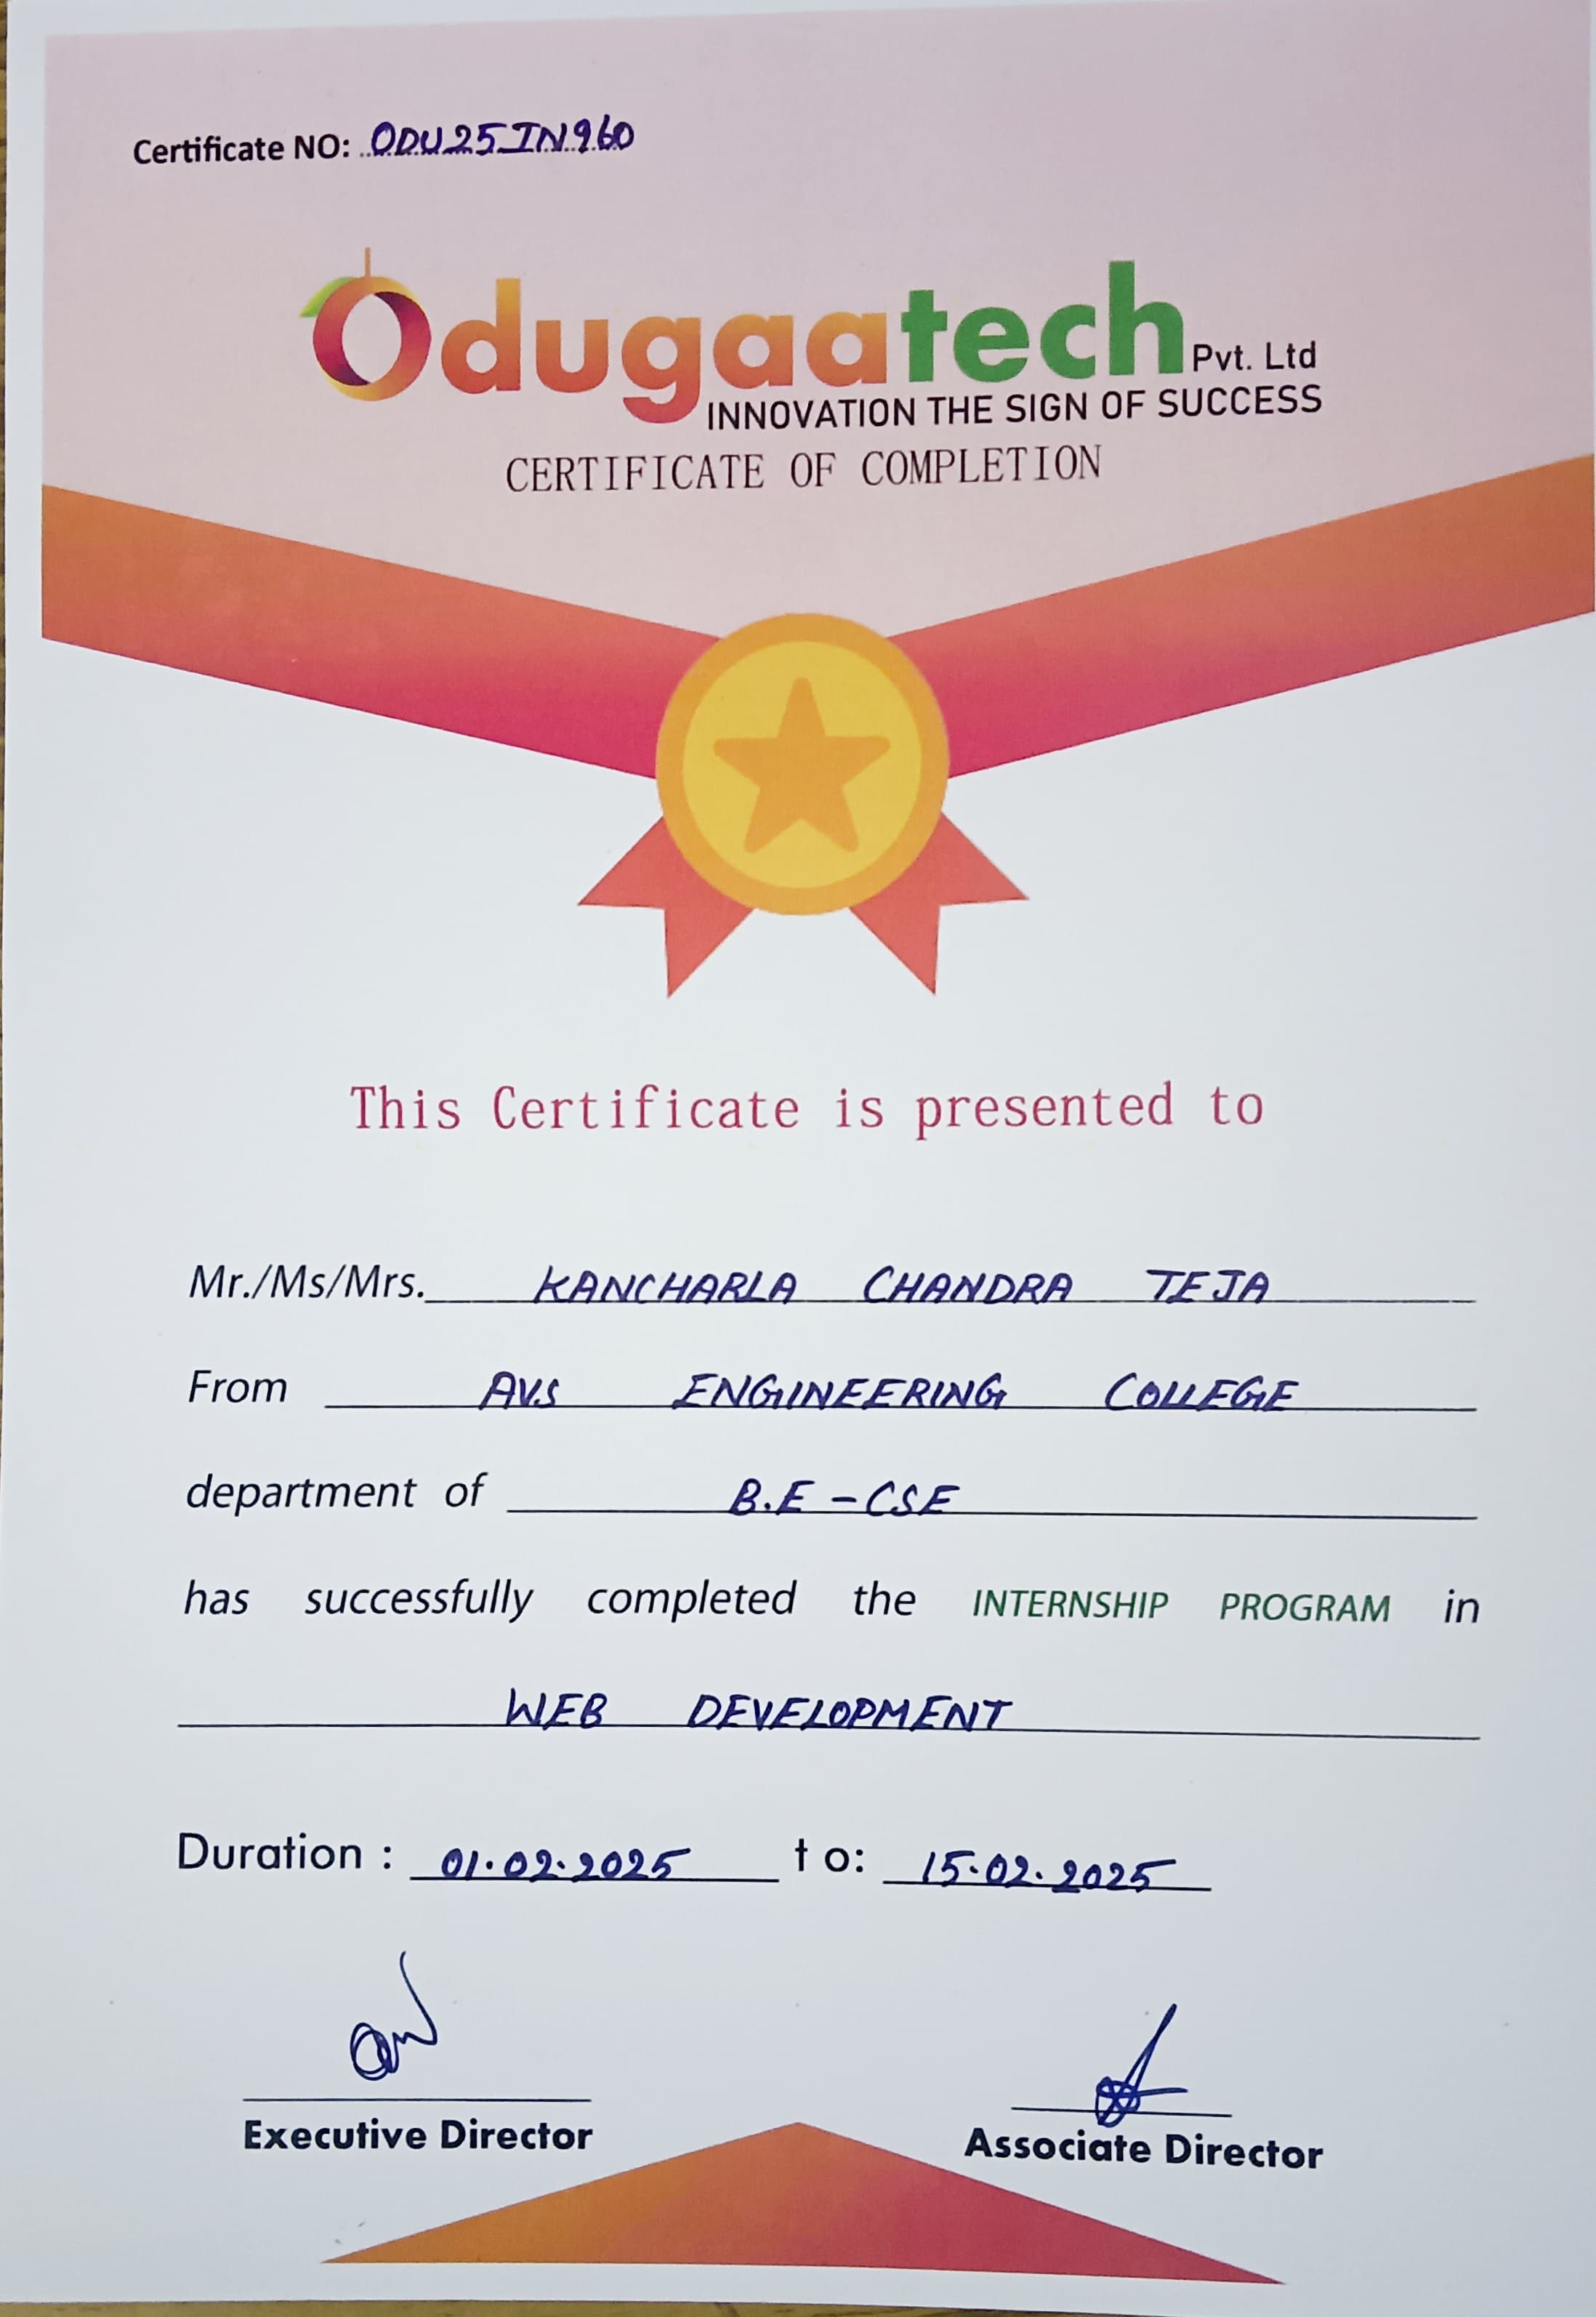 Certificate NO: ODU25IN960
Odugaatech Pvt. Ltd
INNOVATION THE SIGN OF SUCCESS
CERTIFICATE OF COMPLETION
This Certificate is presented to
Mr./Ms/Mrs. KANCHARLA CHANDRA TEJA
From AVS ENGINEERING COLLEGE
department of B.E - CSE
has successfully completed the INTERNSHIP PROGRAM in
WEB DEVELOPMENT
Duration : 01.02.2025 to: 15.02.2025
Executive Director
Associate Director